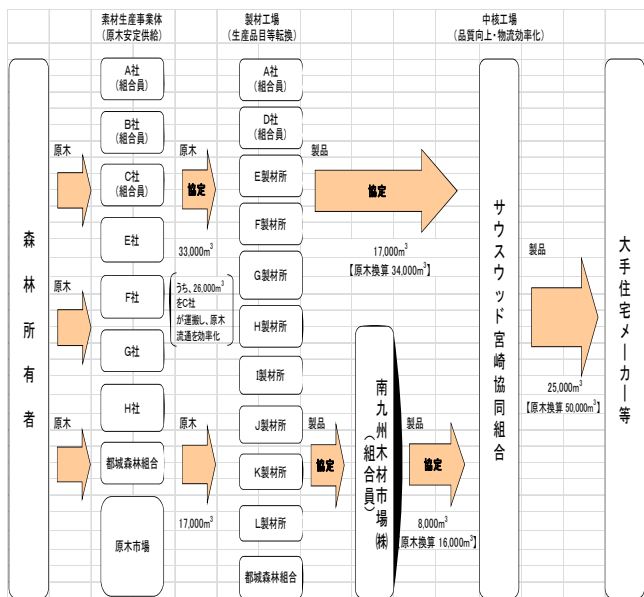 素材生産事業体
（原木安定供給）
製材工場
（生産品目等転換）
中核工場
（品質向上・物流効率化）
森林所有者
原木
原木
原木
A社
（組合員）
B社
（組合員）
C社
（組合員）
E社
F社
G社
H社
都城森林組合
原木市場
原木
協定
33,000m³
うち、26,000m³
をC社
が運搬し、原木
流通を効率化
原木
17,000m³
A社
（組合員）
D社
（組合員）
E製材所
F製材所
G製材所
H製材所
I製材所
J製材所
K製材所
L製材所
都城森林組合
製品
協定
17,000m³
【原木換算 34,000m³】
製品
協定
南九州木材市場㈱
（組合員）
製品
協定
8,000m³
【原木換算 16,000m³】
サウスウッド宮崎協同組合
製品
25,000m³
【原木換算 50,000m³】
大手住宅メーカー等